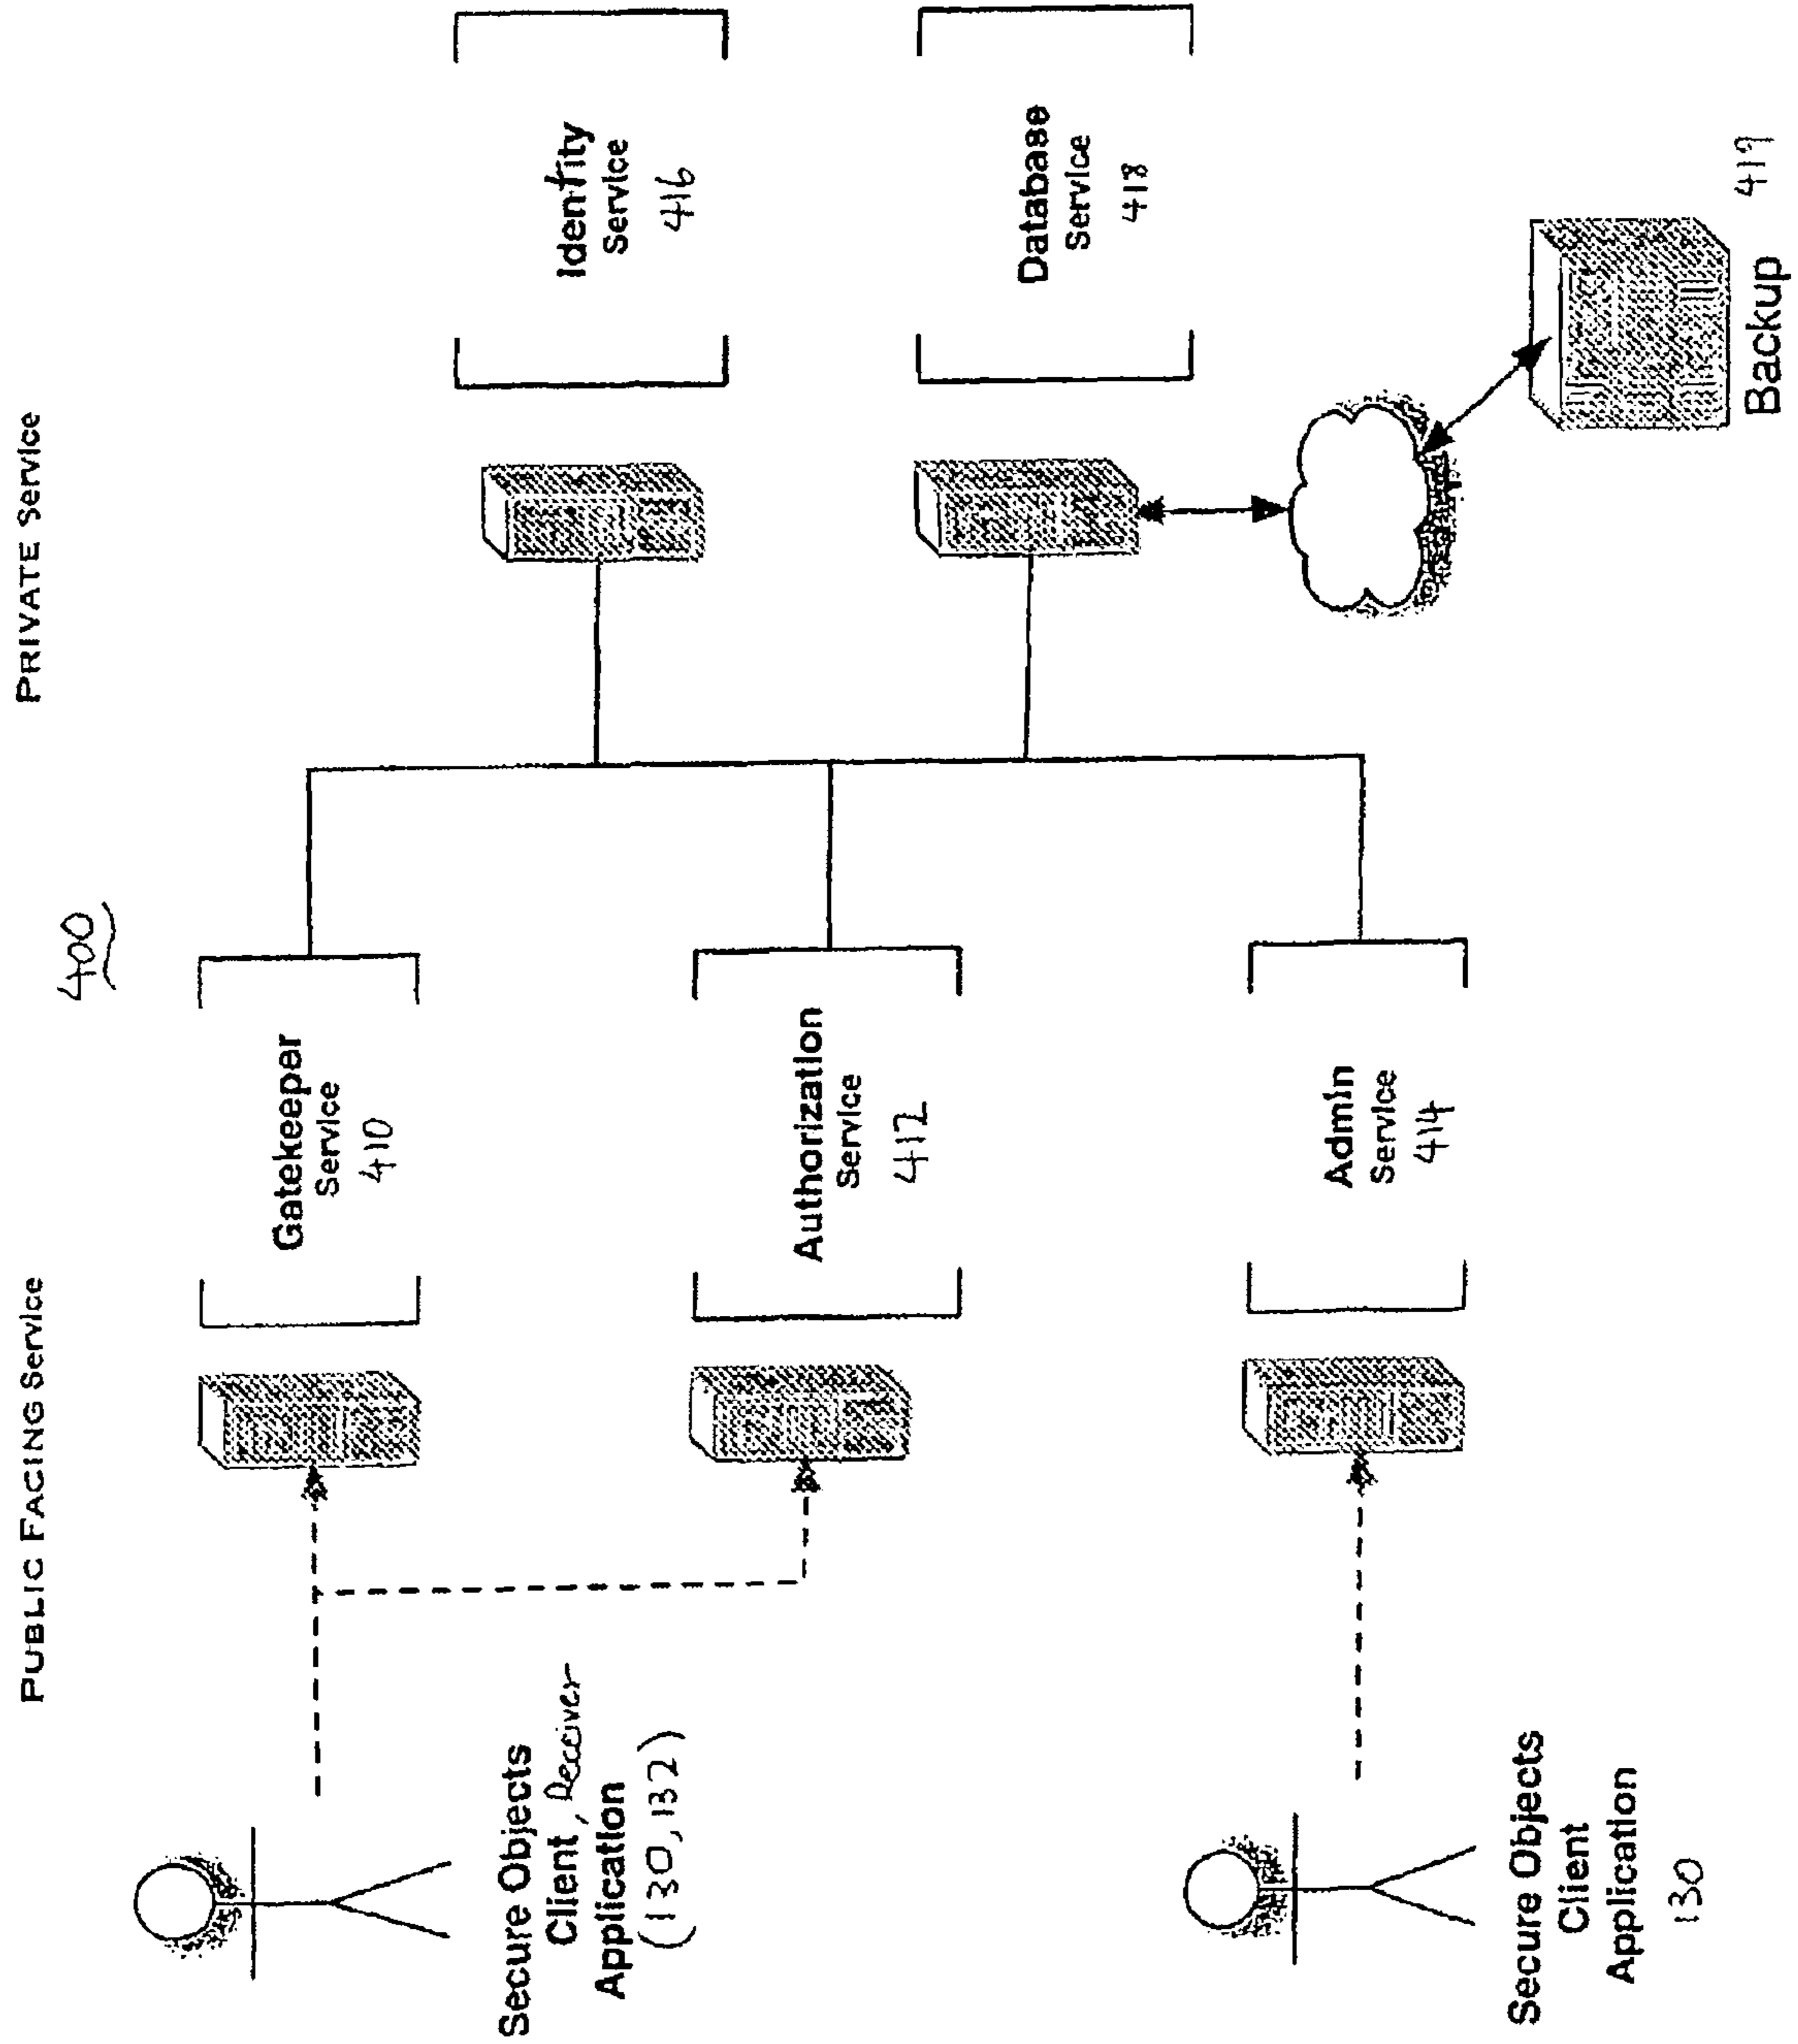 400
PUBLIC FACING Service
PRIVATE Service
Secure Objects
Client, Receiver
Application
(130, 132)
Gatekeeper
Service
410
Identity
Service
416
Authorization
Service
412
Database
Service
418
Secure Objects
Client
Application
130
Admin
Service
414
Backup
419